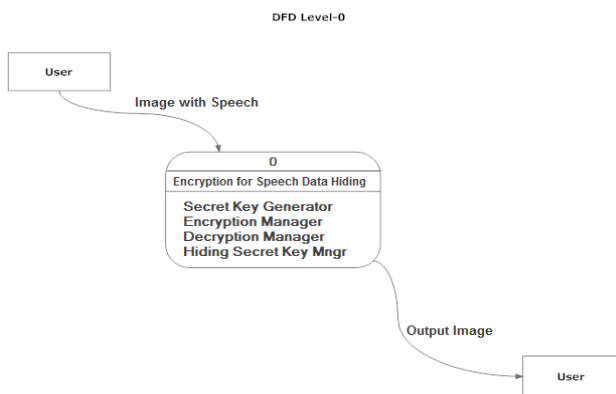 DFD Level-0
User
Image with Speech
0
Encryption for Speech Data Hiding
Secret Key Generator
Encryption Manager
Decryption Manager
Hiding Secret Key Mngr
Output Image
User